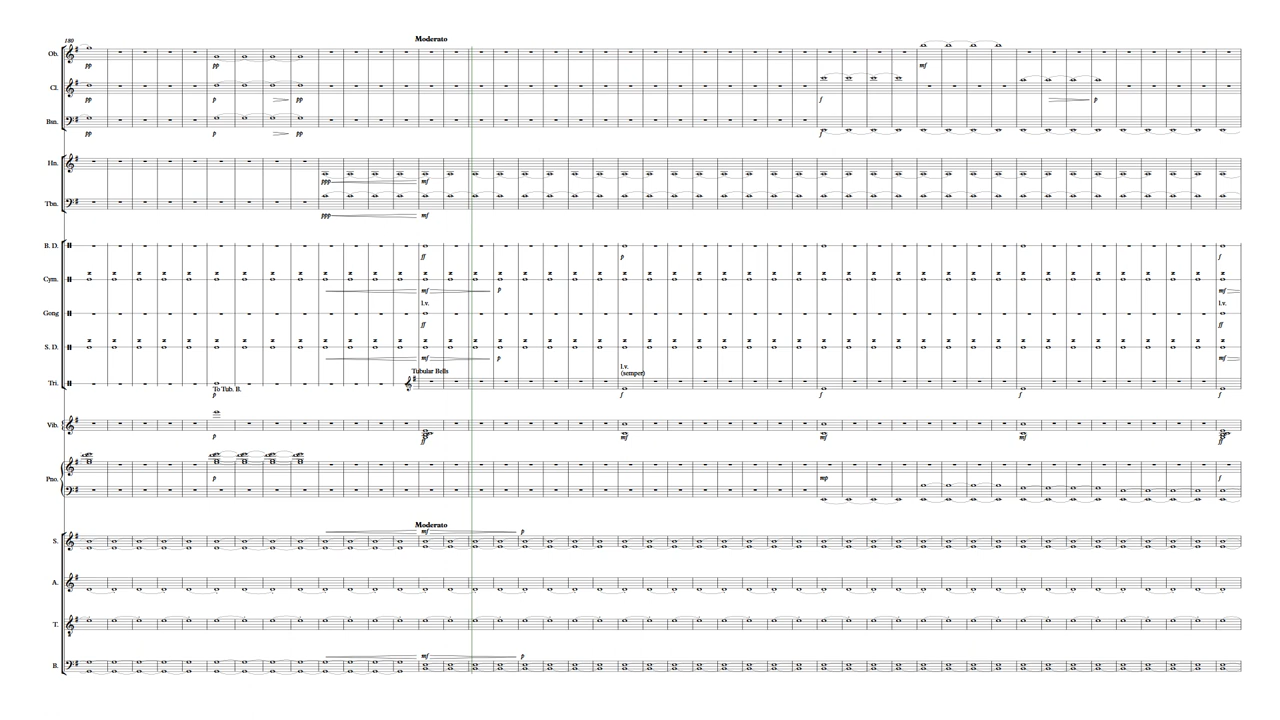 Moderato
180
Ob.
pp pp mf
Cl.
pp p pp f p
Bsn.
pp p pp f
Hn.
ppp mf
Tbn.
ppp mf
B. D.
ff p f
Cym.
mf p mf
l.v. l.v.
Gong
ff ff
S. D.
mf p mf
Tubular Bells l.v.
(semper)
Tri.
To Tub. B.
p f f f f
Vib.
p ff mf mf mf ff
Pno.
p mp f
Moderato
mf p
S.
A.
T.
mf p
B.